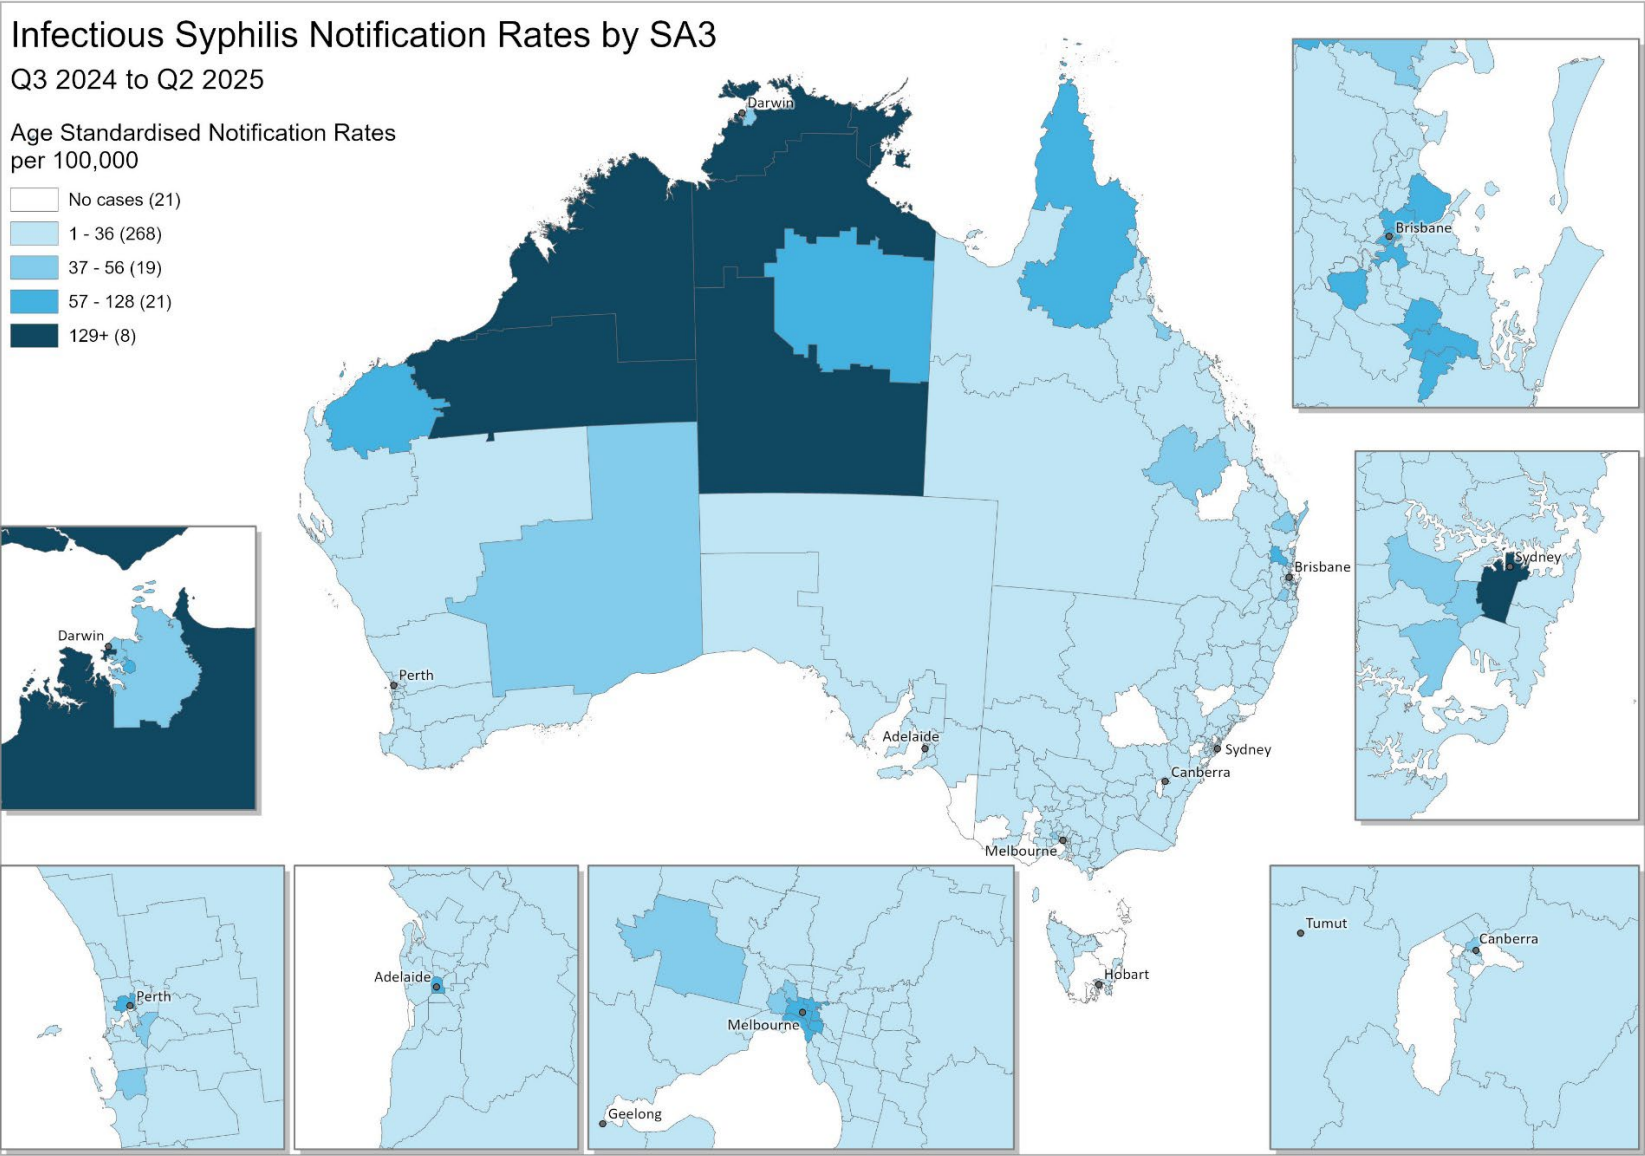 Infectious Syphilis Notification Rates by SA3
Q3 2024 to Q2 2025
Age Standardised Notification Rates
per 100,000
No cases (21)
1 - 36 (268)
37 - 56 (19)
57 - 128 (21)
129+ (8)
Darwin
Brisbane
Perth
Adelaide
Sydney
Canberra
Melbourne
Hobart
Brisbane
Sydney
Darwin
Perth
Adelaide
Melbourne
Geelong
Tumut
Canberra